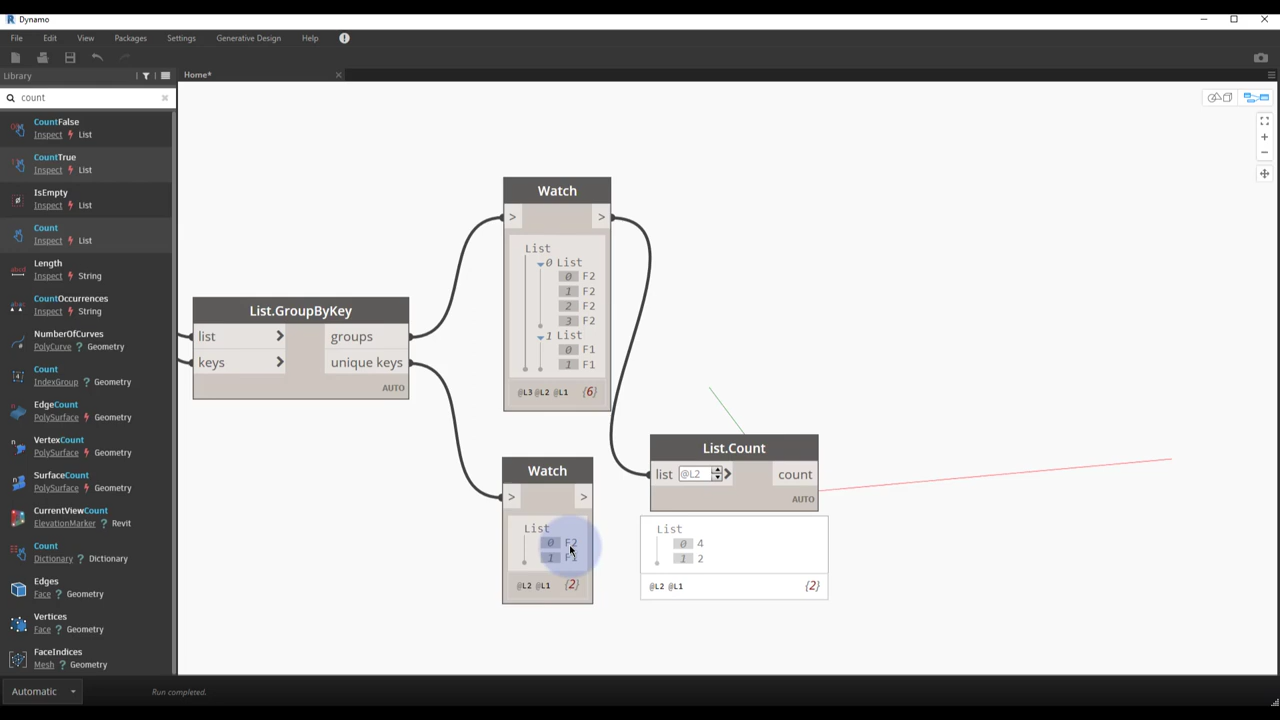 Dynamo
File Edit View Packages Settings Generative Design Help
Library
Home*
count
CountFalse
Inspect List
CountTrue
Inspect List
IsEmpty
Inspect List
Count
Inspect List
Length
Inspect String
CountOccurrences
Inspect String
NumberOfCurves
PolyCurve ? Geometry
Count
IndexGroup ? Geometry
EdgeCount
PolySurface Geometry
VertexCount
PolySurface Geometry
SurfaceCount
PolySurface Geometry
CurrentViewCount
ElevationMarker ? Revit
Count
Dictionary ? Dictionary
Edges
Face ? Geometry
Vertices
Face ? Geometry
FaceIndices
Mesh ? Geometry
List.GroupByKey
list > groups
keys > unique keys
AUTO
Watch
> >
List
0 List
0 F2
1 F2
2 F2
3 F2
1 List
0 F1
1 F1
@L3 @L2 @L1 {6}
Watch
> >
List
0 F2
1 F1
@L2 @L1 {2}
List.Count
list @L2 > count
AUTO
List
0 4
1 2
@L2 @L1 {2}
Automatic
Run completed.